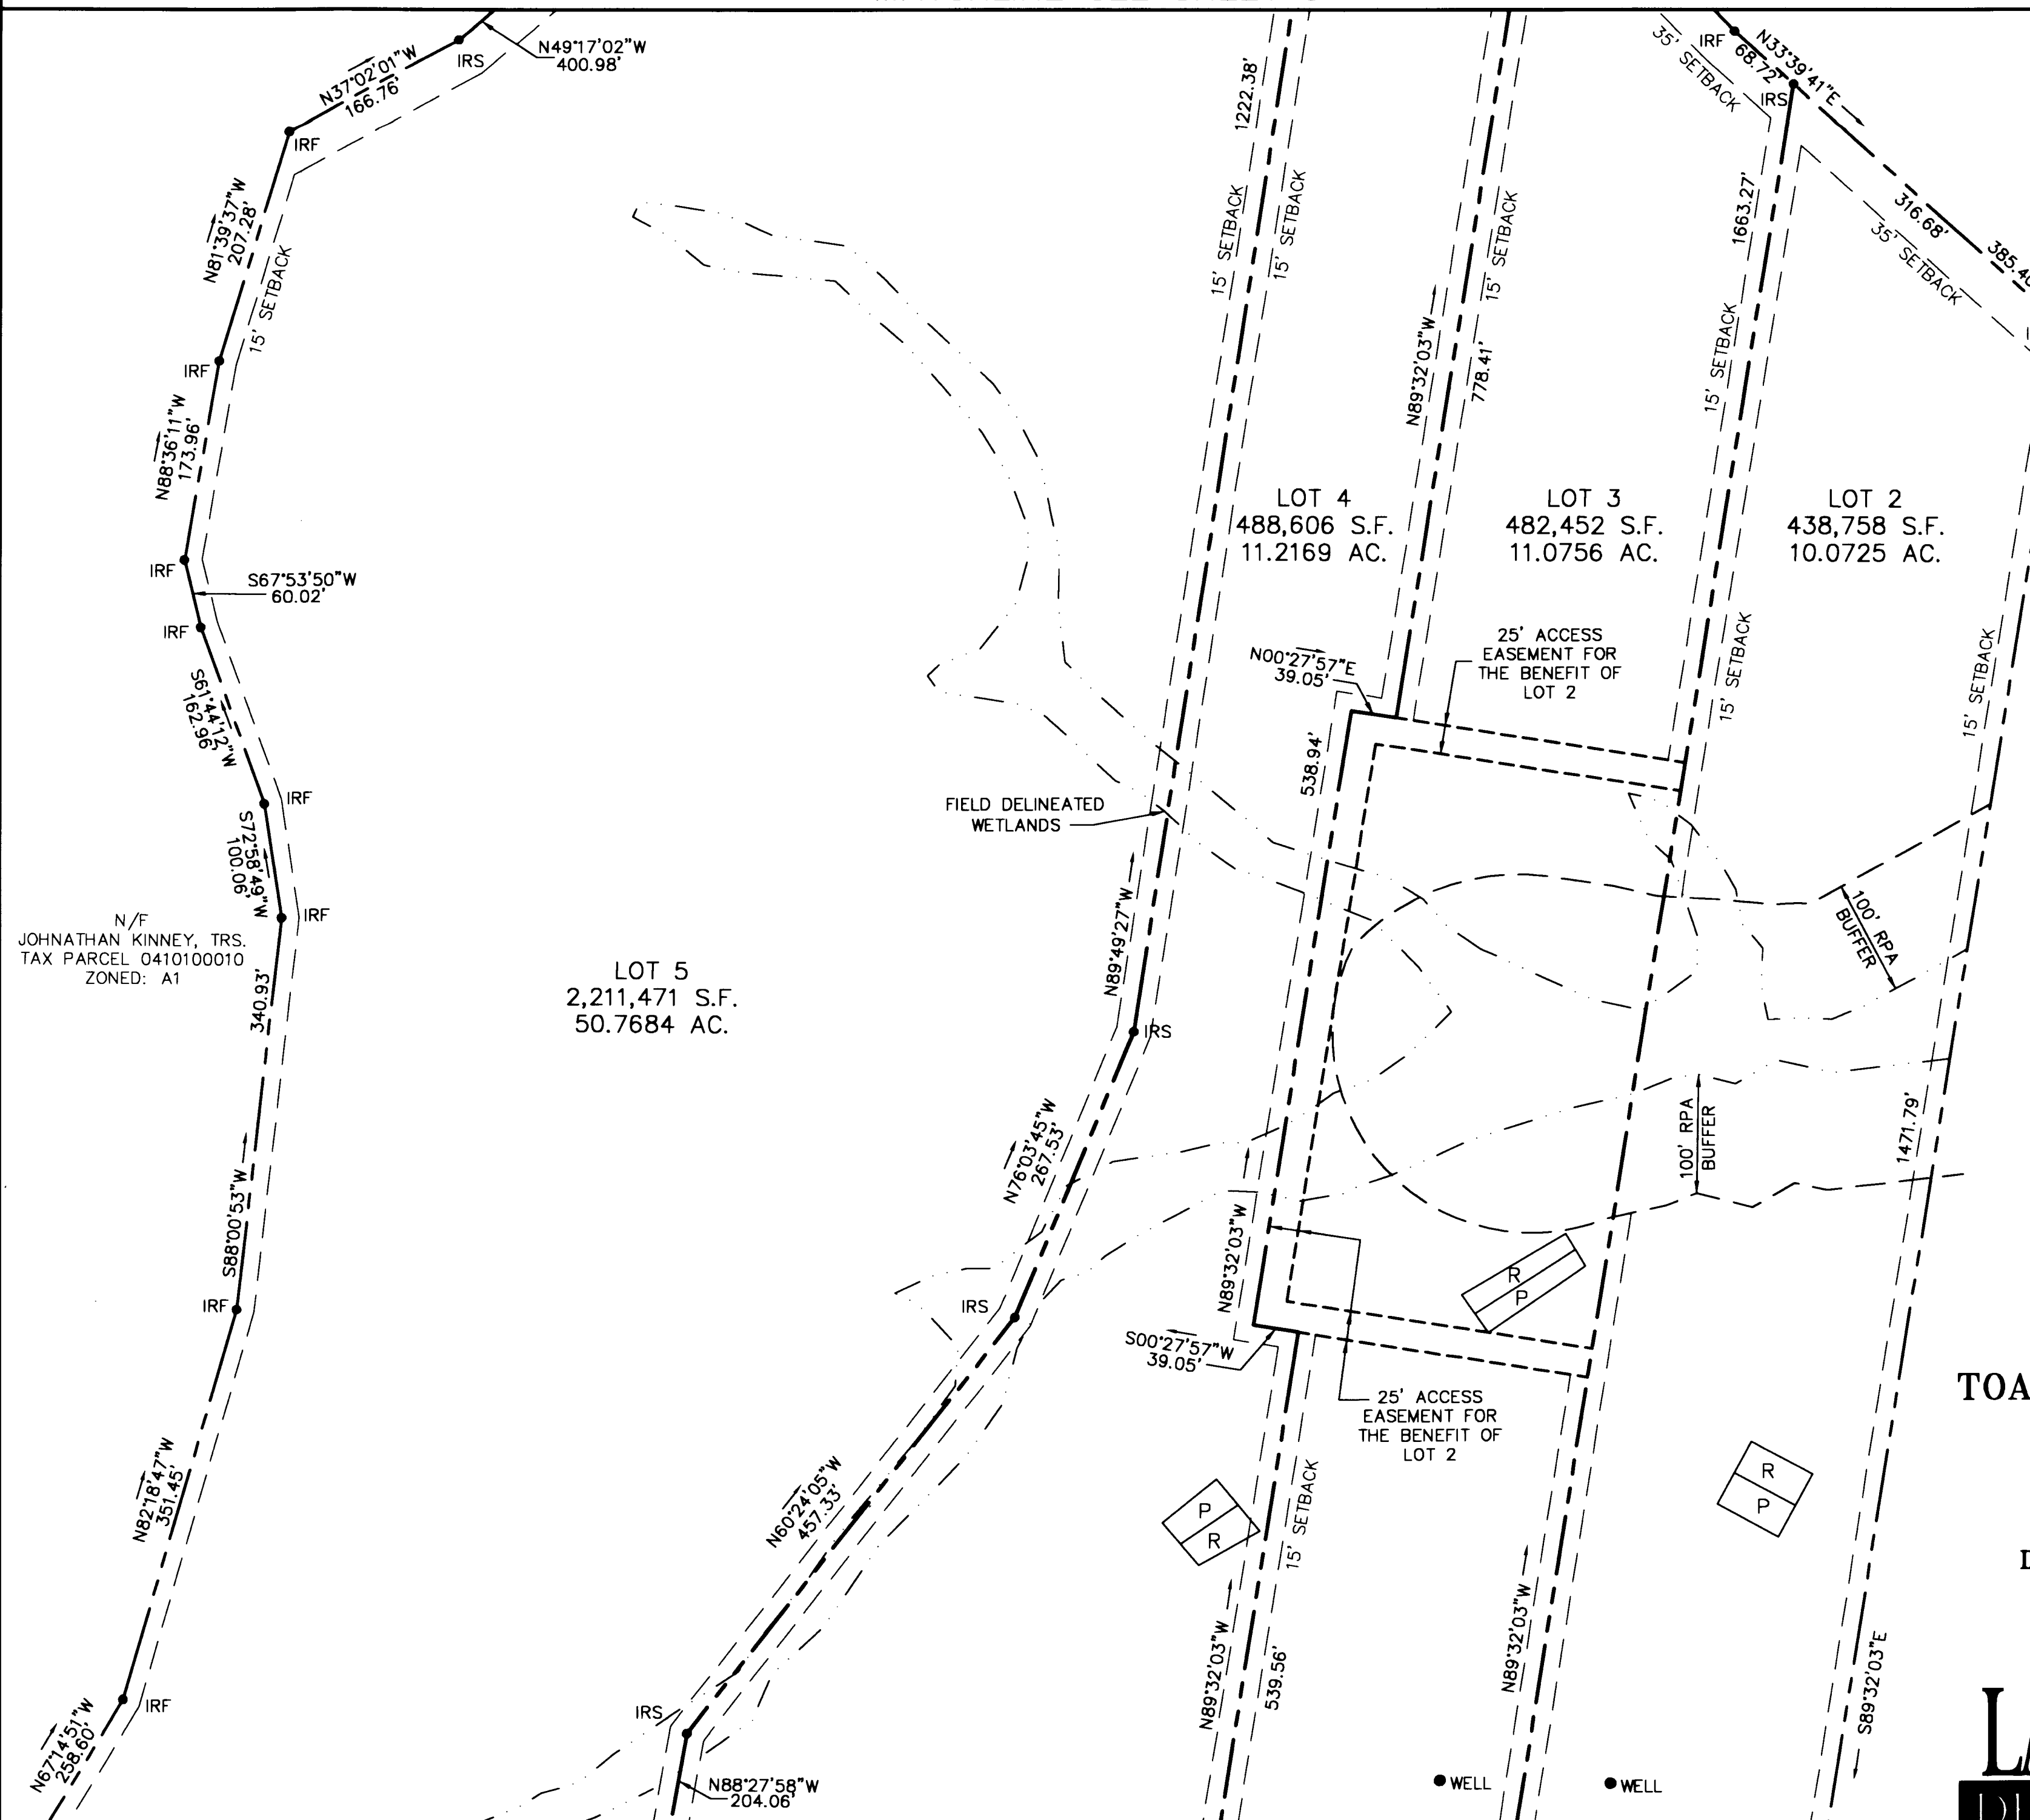 N49°17'02"W
400.98'
N37°02'01"W
166.76'
IRS
IRF
N81°39'37"W
207.28'
15' SETBACK
IRF
N88°36'11"W
173.96'
IRF
S67°53'50"W
60.02'
IRF
S61°44'12"W
162.96'
IRF
S72°58'49"W
100.06'
IRF
N/F
JOHNATHAN KINNEY, TRS.
TAX PARCEL 0410100010
ZONED: A1
340.93'
S88°00'53"W
IRF
N82°18'47"W
351.45'
IRF
N67°14'51"W
258.60'
LOT 5
2,211,471 S.F.
50.7684 AC.
FIELD DELINEATED
WETLANDS
1222.38'
15' SETBACK
15' SETBACK
N89°49'27"W
IRS
N76°03'45"W
267.53'
IRS
N60°24'05"W
457.33'
IRS
N88°27'58"W
204.06'
LOT 4
488,606 S.F.
11.2169 AC.
N89°32'03"W
778.41'
15' SETBACK
N00°27'57"E
39.05'
538.94'
N89°32'03"W
S00°27'57"W
39.05'
15' SETBACK
N89°32'03"W
539.56'
P
R
LOT 3
482,452 S.F.
11.0756 AC.
25' ACCESS
EASEMENT FOR
THE BENEFIT OF
LOT 2
25' ACCESS
EASEMENT FOR
THE BENEFIT OF
LOT 2
R
P
1663.27'
15' SETBACK
15' SETBACK
N89°32'03"W
WELL
WELL
35' SETBACK
IRF
68.72'
N33°39'41"E
IRS
316.68'
35' SETBACK
LOT 2
438,758 S.F.
10.0725 AC.
15' SETBACK
100' RPA
BUFFER
100' RPA
BUFFER
1471.79'
R
P
S89°32'03"E
TOA